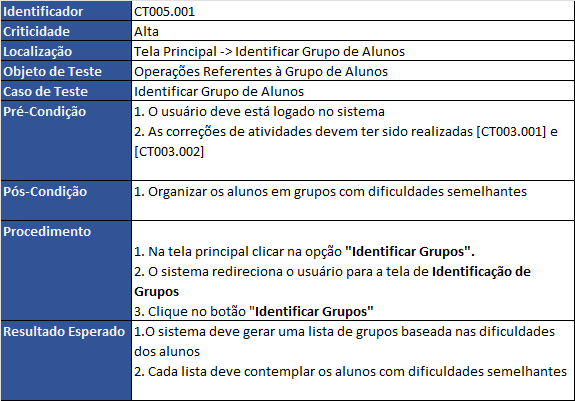 Identificador CT005.001
Criticidade Alta
Localização Tela Principal -> Identificar Grupo de Alunos
Objeto de Teste Operações Referentes à Grupo de Alunos
Caso de Teste Identificar Grupo de Alunos
Pré-Condição 1. O usuário deve está logado no sistema
2. As correções de atividades devem ter sido realizadas [CT003.001] e
[CT003.002]
Pós-Condição 1. Organizar os alunos em grupos com dificuldades semelhantes
Procedimento
1. Na tela principal clicar na opção "Identificar Grupos".
2. O sistema redireciona o usuário para a tela de Identificação de
Grupos
3. Clique no botão "Identificar Grupos"
Resultado Esperado 1.O sistema deve gerar uma lista de grupos baseada nas dificuldades
dos alunos
2. Cada lista deve contemplar os alunos com dificuldades semelhantes